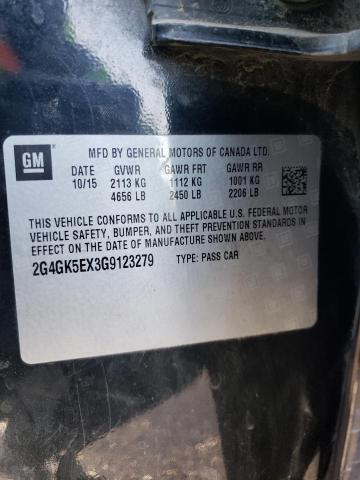 GM
MFD BY GENERAL MOTORS OF CANADA LTD.
DATE GVWR GAWR FRT GAWR RR
10/15 2113 KG 1112 KG 1001 KG
4656 LB 2450 LB 2206 LB
THIS VEHICLE CONFORMS TO ALL APPLICABLE U.S. FEDERAL MOTOR
VEHICLE SAFETY, BUMPER, AND THEFT PREVENTION STANDARDS IN
EFFECT ON THE DATE OF MANUFACTURE SHOWN ABOVE.
2G4GK5EX3G9123279 TYPE: PASS CAR